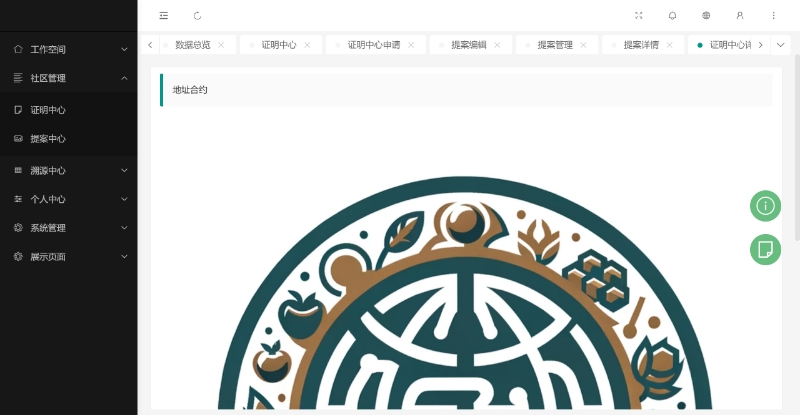 工作空间
社区管理
证明中心
提案中心
溯源中心
个人中心
系统管理
展示页面
数据总览
证明中心
证明中心申请
提案编辑
提案管理
提案详情
证明中心详
地址合约